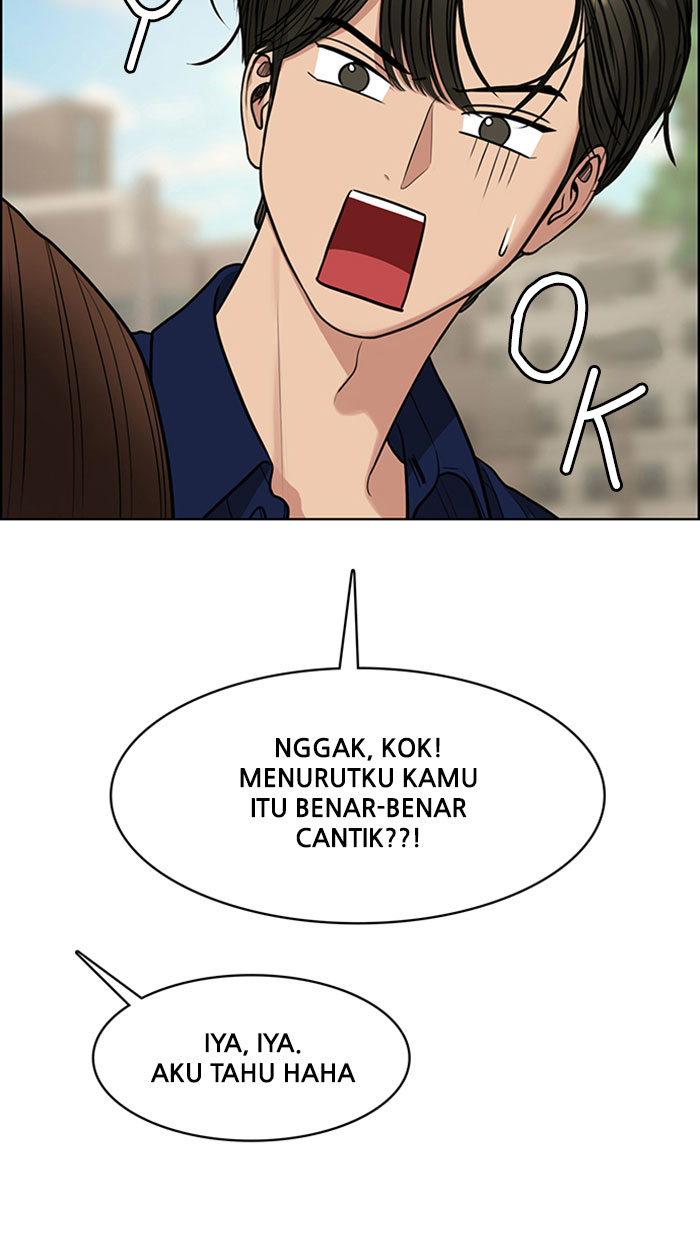 OK
NGGAK, KOK!
MENURUTKU KAMU
ITU BENAR-BENAR
CANTIK??!
IYA, IYA.
AKU TAHU HAHA